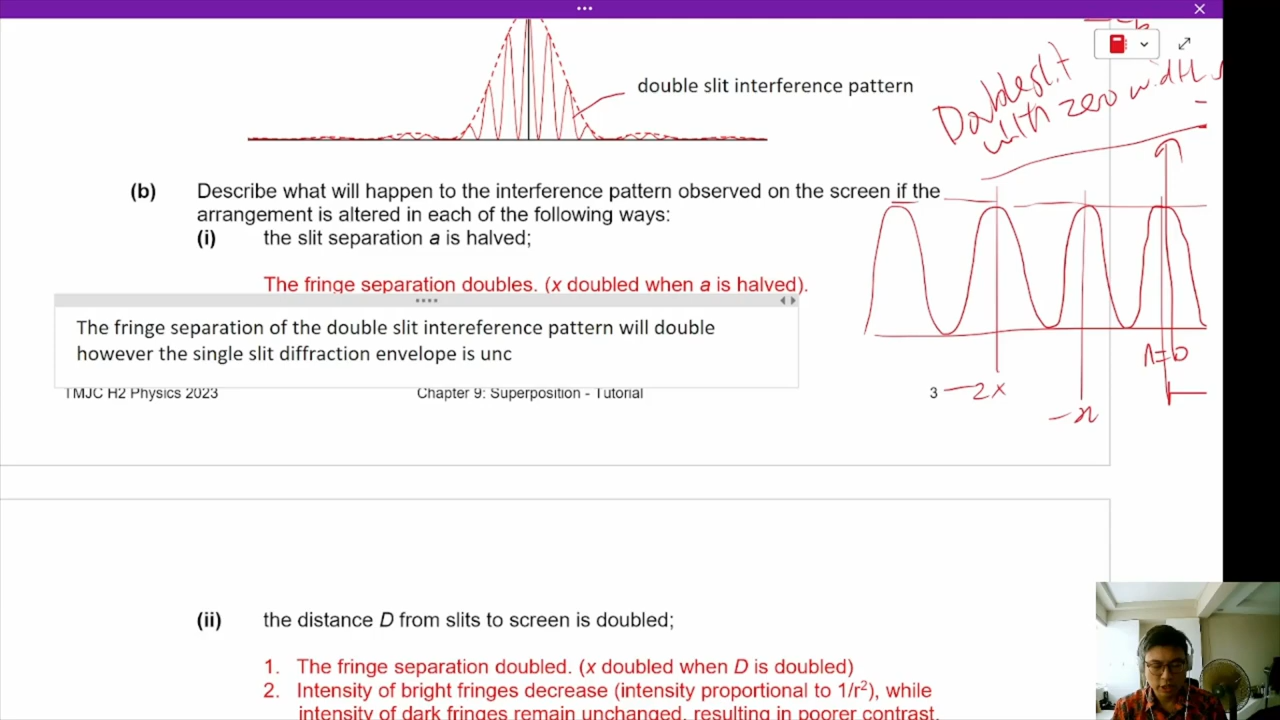 double slit interference pattern
Double slit
with zero width
(b) Describe what will happen to the interference pattern observed on the screen if the
arrangement is altered in each of the following ways:
(i) the slit separation a is halved;
The fringe separation doubles. (x doubled when a is halved).
The fringe separation of the double slit intereference pattern will double
however the single slit diffraction envelope is unc
-2x
-x
TMJC H2 Physics 2023 Chapter 9: Superposition - Tutorial 3
(ii) the distance D from slits to screen is doubled;
1. The fringe separation doubled. (x doubled when D is doubled)
2. Intensity of bright fringes decrease (intensity proportional to 1/r²), while
intensity of dark fringes remain unchanged, resulting in poorer contrast.